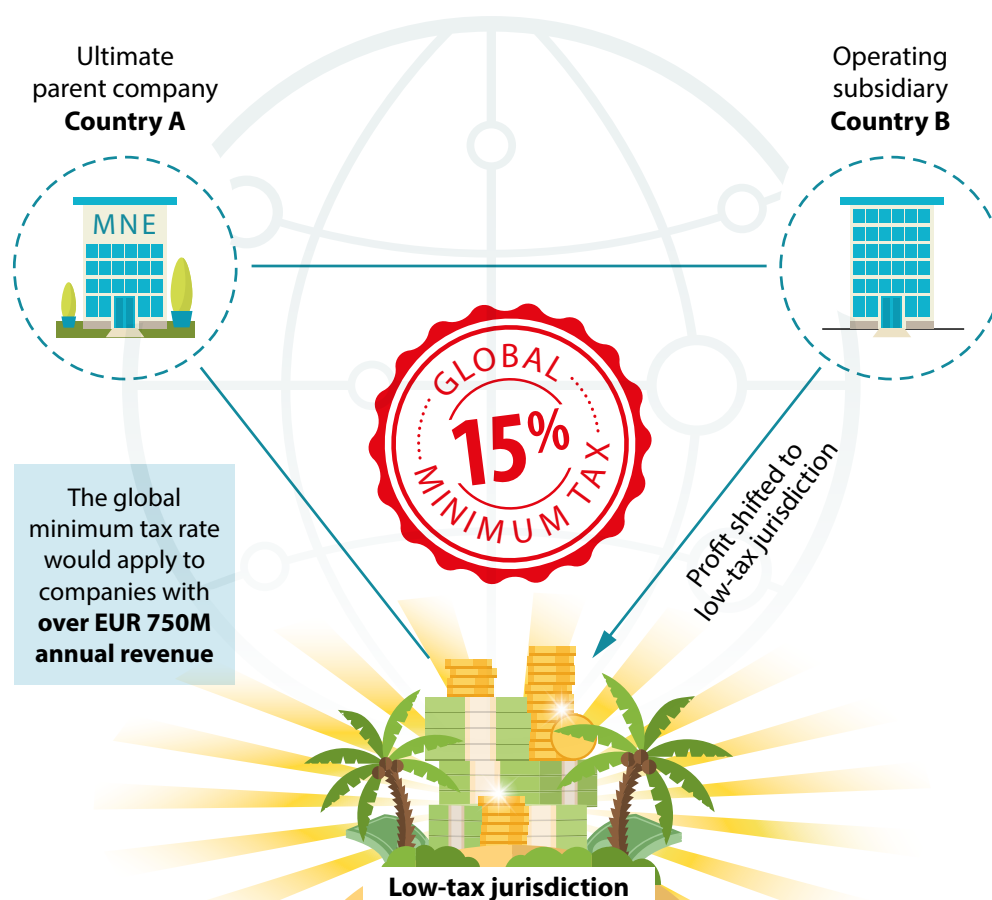 Ultimate
parent company
Country A
Operating
subsidiary
Country B
MNE
GLOBAL
15%
MINIMUM TAX
The global
minimum tax rate
would apply to
companies with
over EUR 750M
annual revenue
Profit shifted to
low-tax jurisdiction
Low-tax jurisdiction